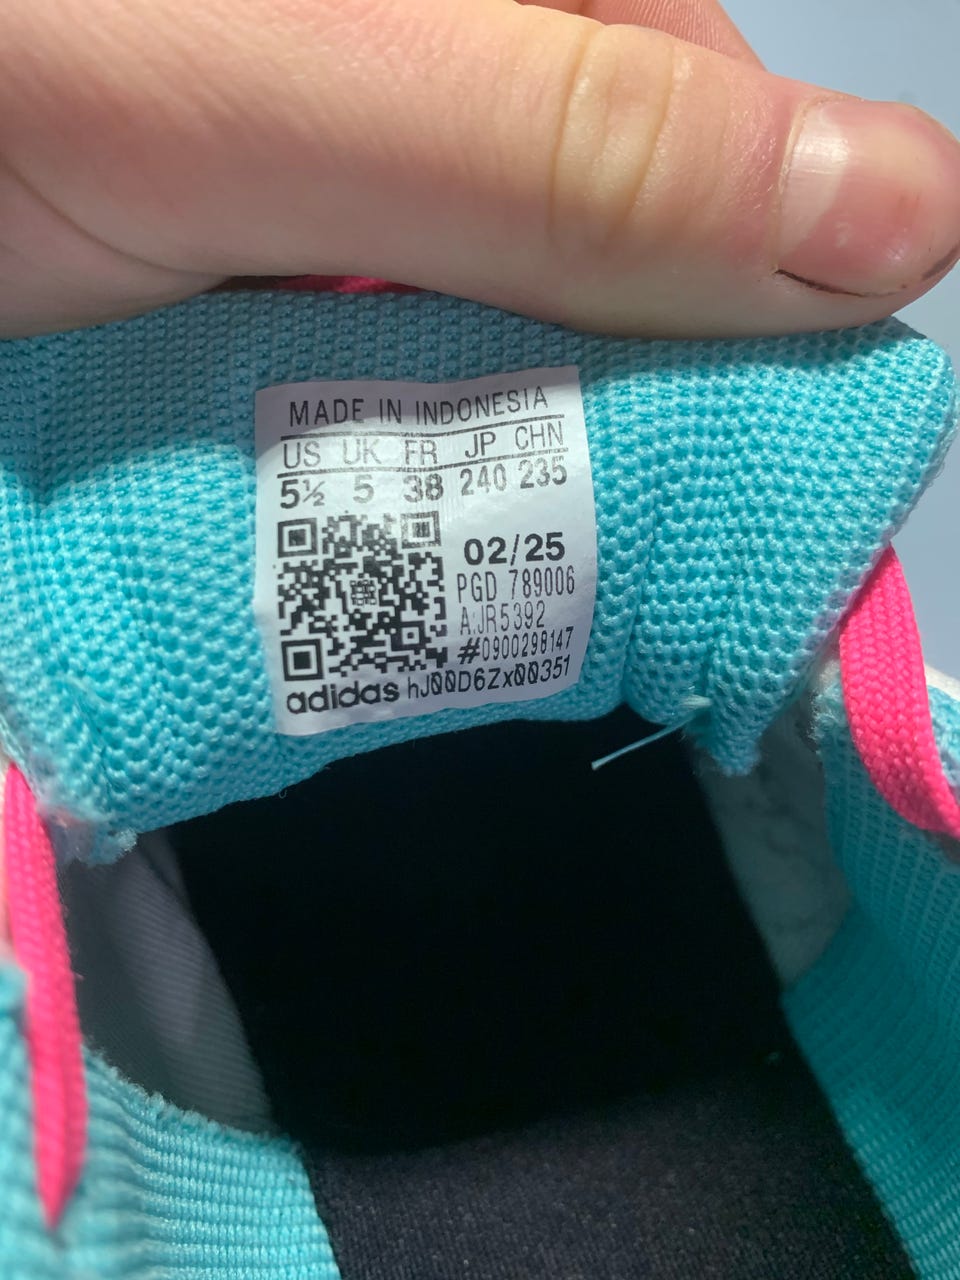 MADE IN INDONESIA
US UK FR JP CHN
5½ 5 38 240 235
02/25
PGD 789006
A:JR5392
#0900298147
adidas hJ00D6Zx00351